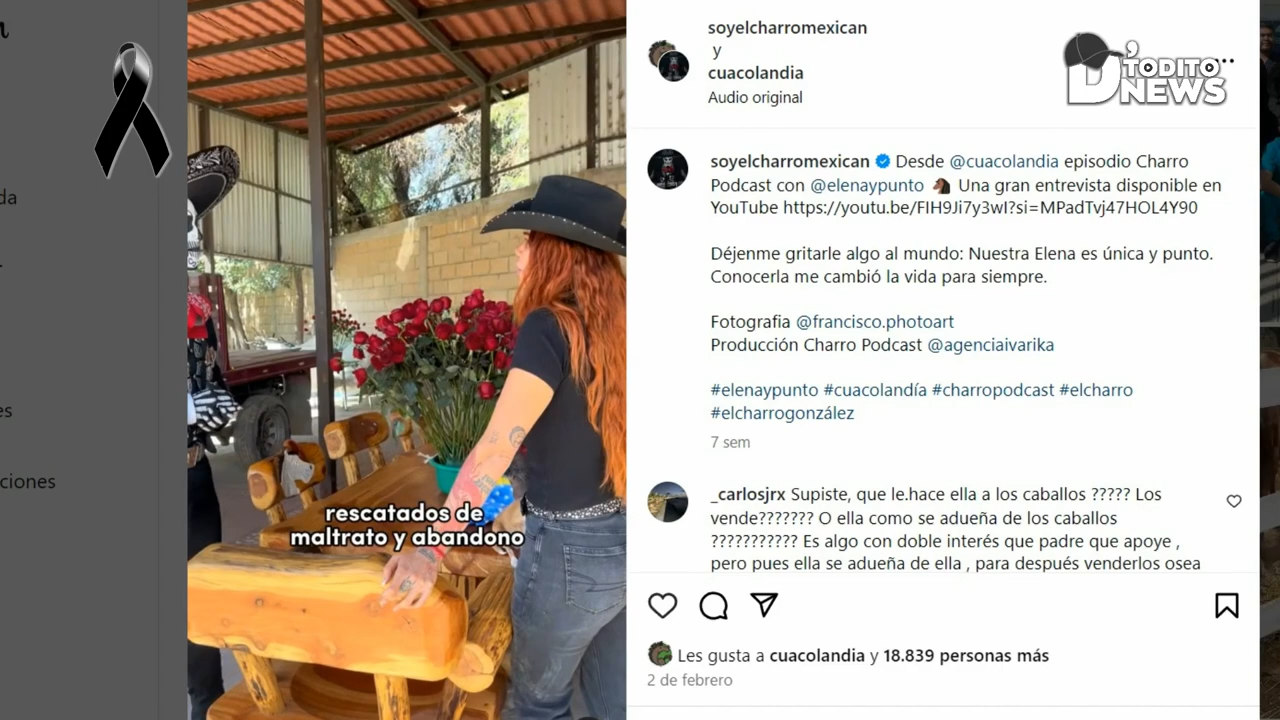 da
es
ciones
rescatados de
maltrato y abandono
soyelcharromexican
y
cuacolandia
Audio original
D'TODITO
NEWS
soyelcharromexican Desde @cuacolandia episodio Charro
Podcast con @elenaypunto Una gran entrevista disponible en
YouTube https://youtu.be/FIH9Ji7y3wI?si=MPadTvj47HOL4Y90
Déjenme gritarle algo al mundo: Nuestra Elena es única y punto.
Conocerla me cambió la vida para siempre.
Fotografia @francisco.photoart
Producción Charro Podcast @agenciaivarika
#elenaypunto #cuacolandía #charropodcast #elcharro
#elcharrogonzález
7 sem
_carlosjrx Supiste, que le.hace ella a los caballos ????? Los
vende??????? O ella como se adueña de los caballos
??????????? Es algo con doble interés que padre que apoye ,
pero pues ella se adueña de ella , para después venderlos osea
Les gusta a cuacolandia y 18.839 personas más
2 de febrero